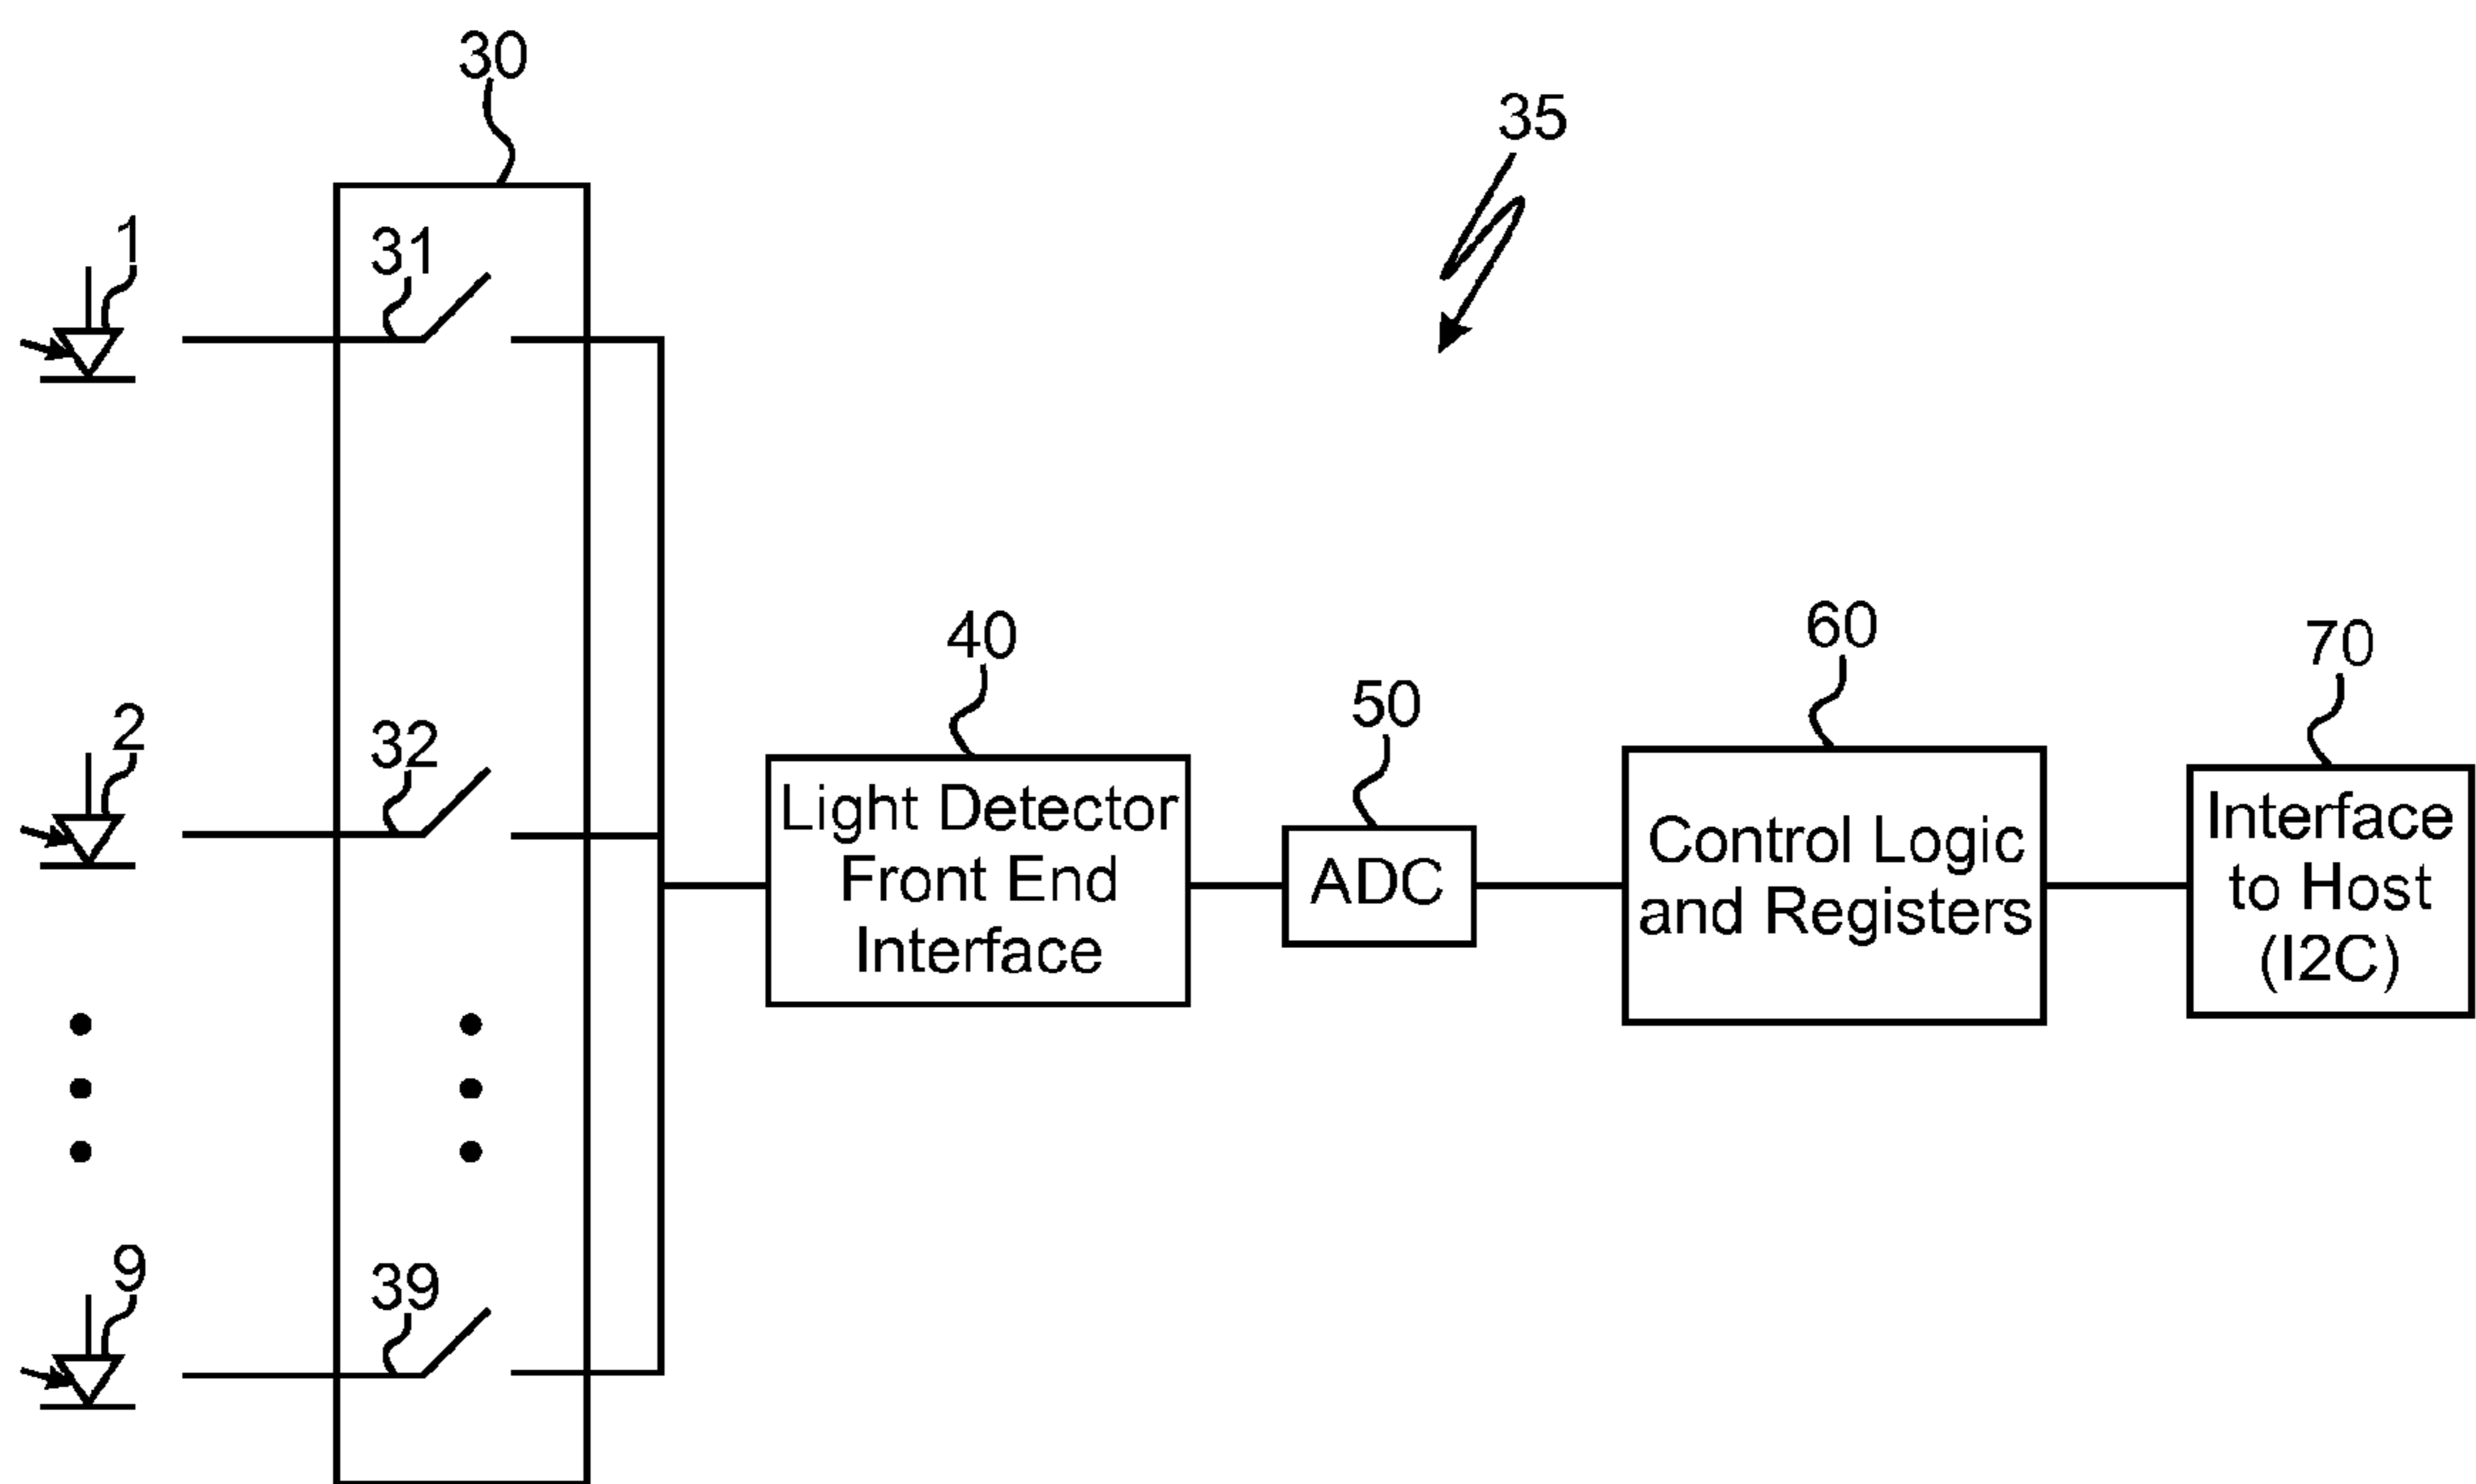 30
35
1
31
2
32
40
50
60
70
Light Detector
Front End
Interface
ADC
Control Logic
and Registers
Interface
to Host
(I2C)
9
39